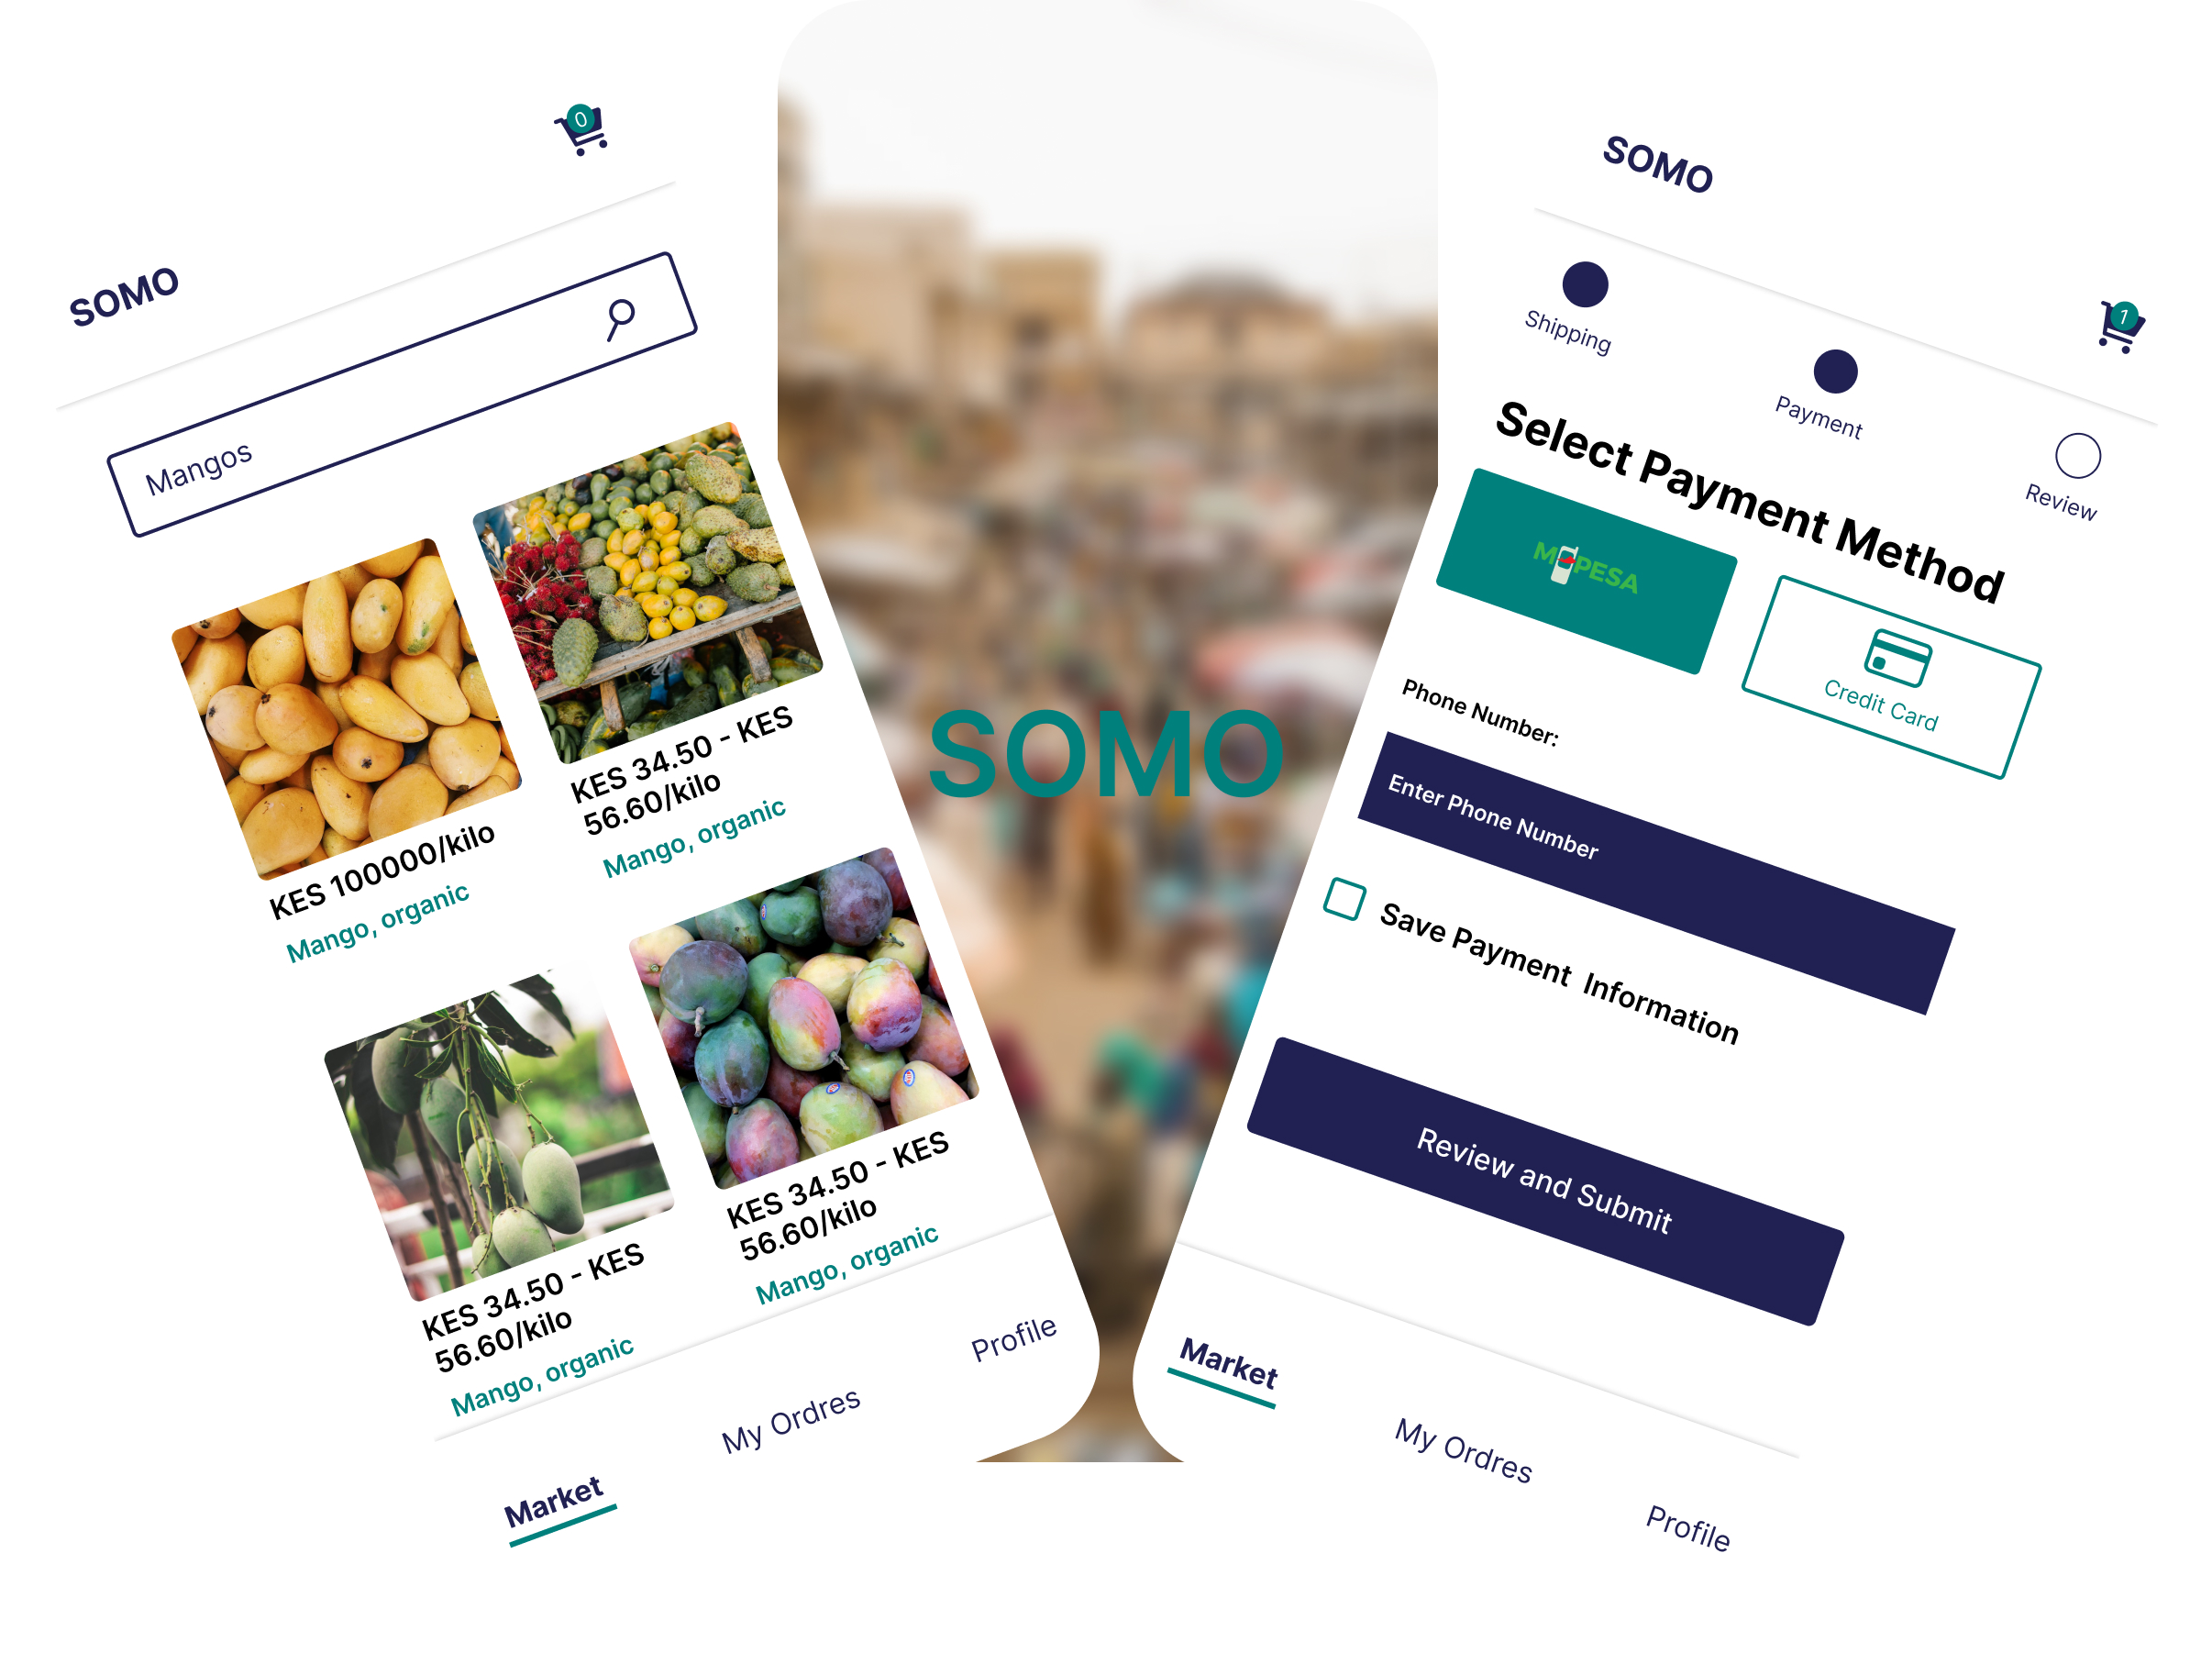 SOMO
0
Mangos
KES 100000/kilo
Mango, organic
KES 34.50 - KES
56.60/kilo
Mango, organic
KES 34.50 - KES
56.60/kilo
Mango, organic
KES 34.50 - KES
56.60/kilo
Mango, organic
Market
My Ordres
Profile
SOMO
SOMO
1
Shipping
Payment
Review
Select Payment Method
M-PESA
Credit Card
Phone Number:
Enter Phone Number
Save Payment Information
Review and Submit
Market
My Ordres
Profile